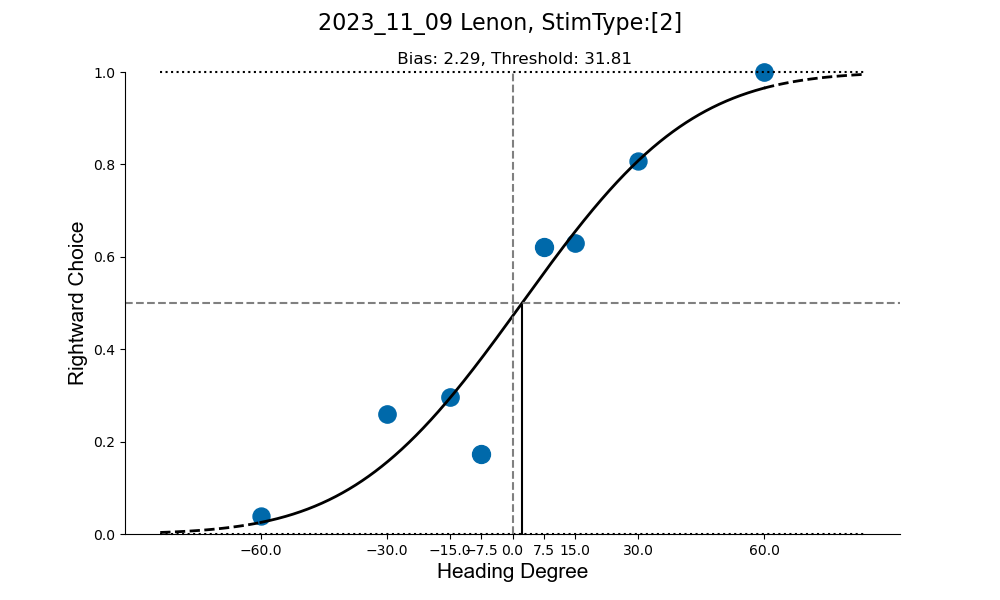 2023_11_09 Lenon, StimType:[2]
Bias: 2.29, Threshold: 31.81
1.0
0.8
0.6
0.4
0.2
0.0
Rightward Choice
−60.0 −30.0 −15.0 −7.5 0.0 7.5 15.0 30.0 60.0
Heading Degree